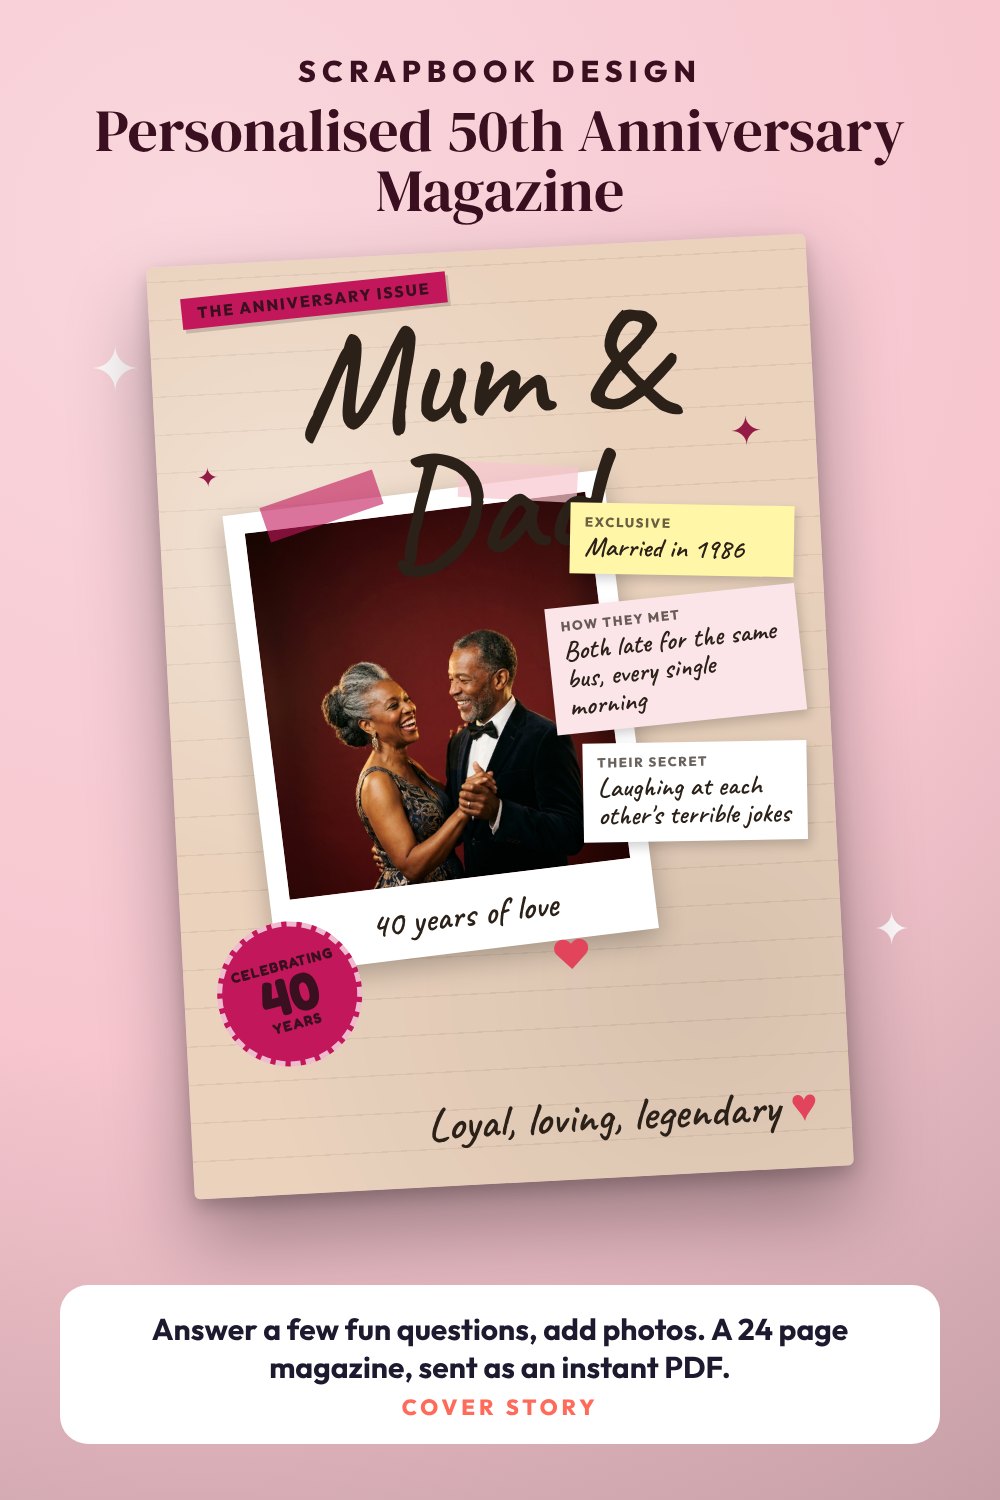 SCRAPBOOK DESIGN
Personalised 50th Anniversary
Magazine
THE ANNIVERSARY ISSUE
Mum &
Dad
EXCLUSIVE
Married in 1986
HOW THEY MET
Both late for the same
bus, every single
morning
THEIR SECRET
Laughing at each
other's terrible jokes
40 years of love
CELEBRATING
40
YEARS
Loyal, loving, legendary
Answer a few fun questions, add photos. A 24 page
magazine, sent as an instant PDF.
COVER STORY